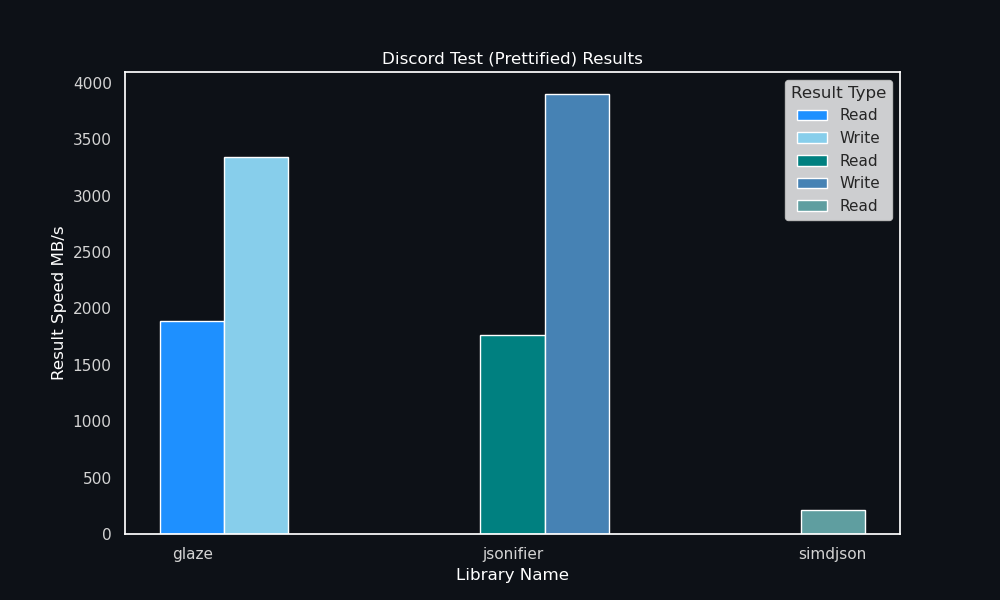 Discord Test (Prettified) Results
4000
3500
3000
2500
2000
1500
1000
500
0
Result Speed MB/s
Result Type
Read
Write
Read
Write
Read
glaze
jsonifier
simdjson
Library Name